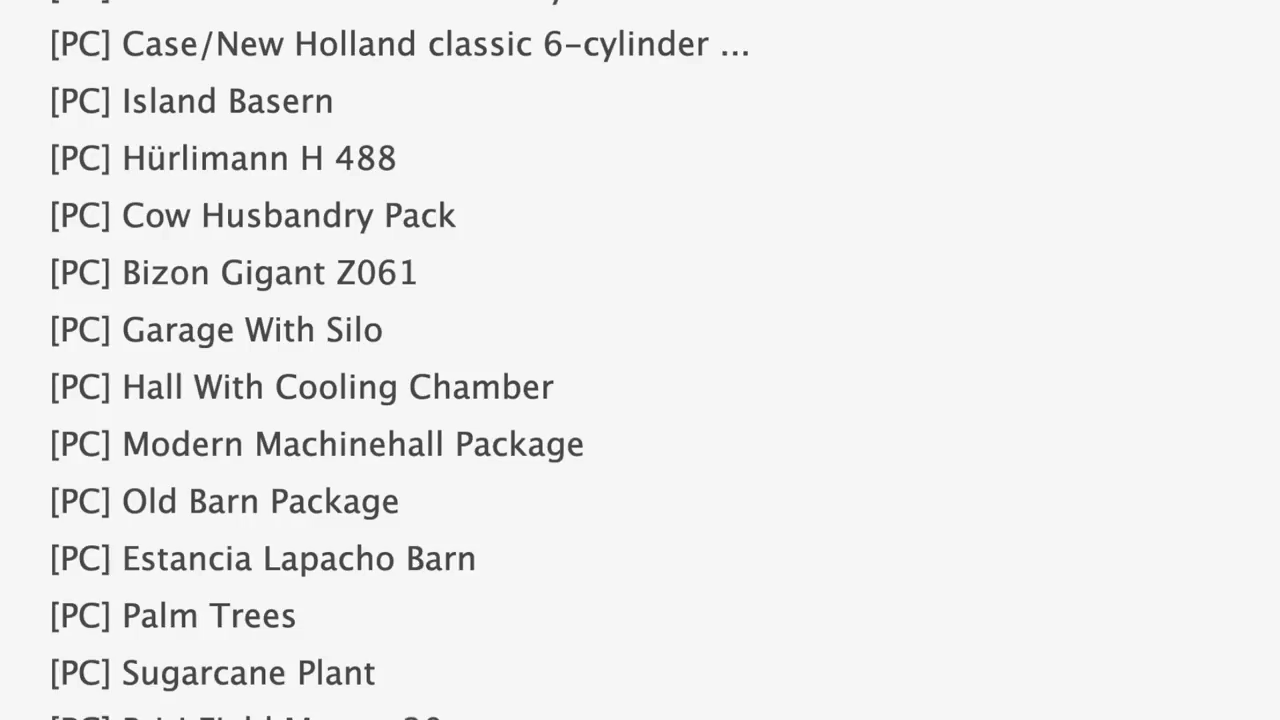 [PC] Case/New Holland classic 6-cylinder ...
[PC] Island Basern
[PC] Hürlimann H 488
[PC] Cow Husbandry Pack
[PC] Bizon Gigant Z061
[PC] Garage With Silo
[PC] Hall With Cooling Chamber
[PC] Modern Machinehall Package
[PC] Old Barn Package
[PC] Estancia Lapacho Barn
[PC] Palm Trees
[PC] Sugarcane Plant